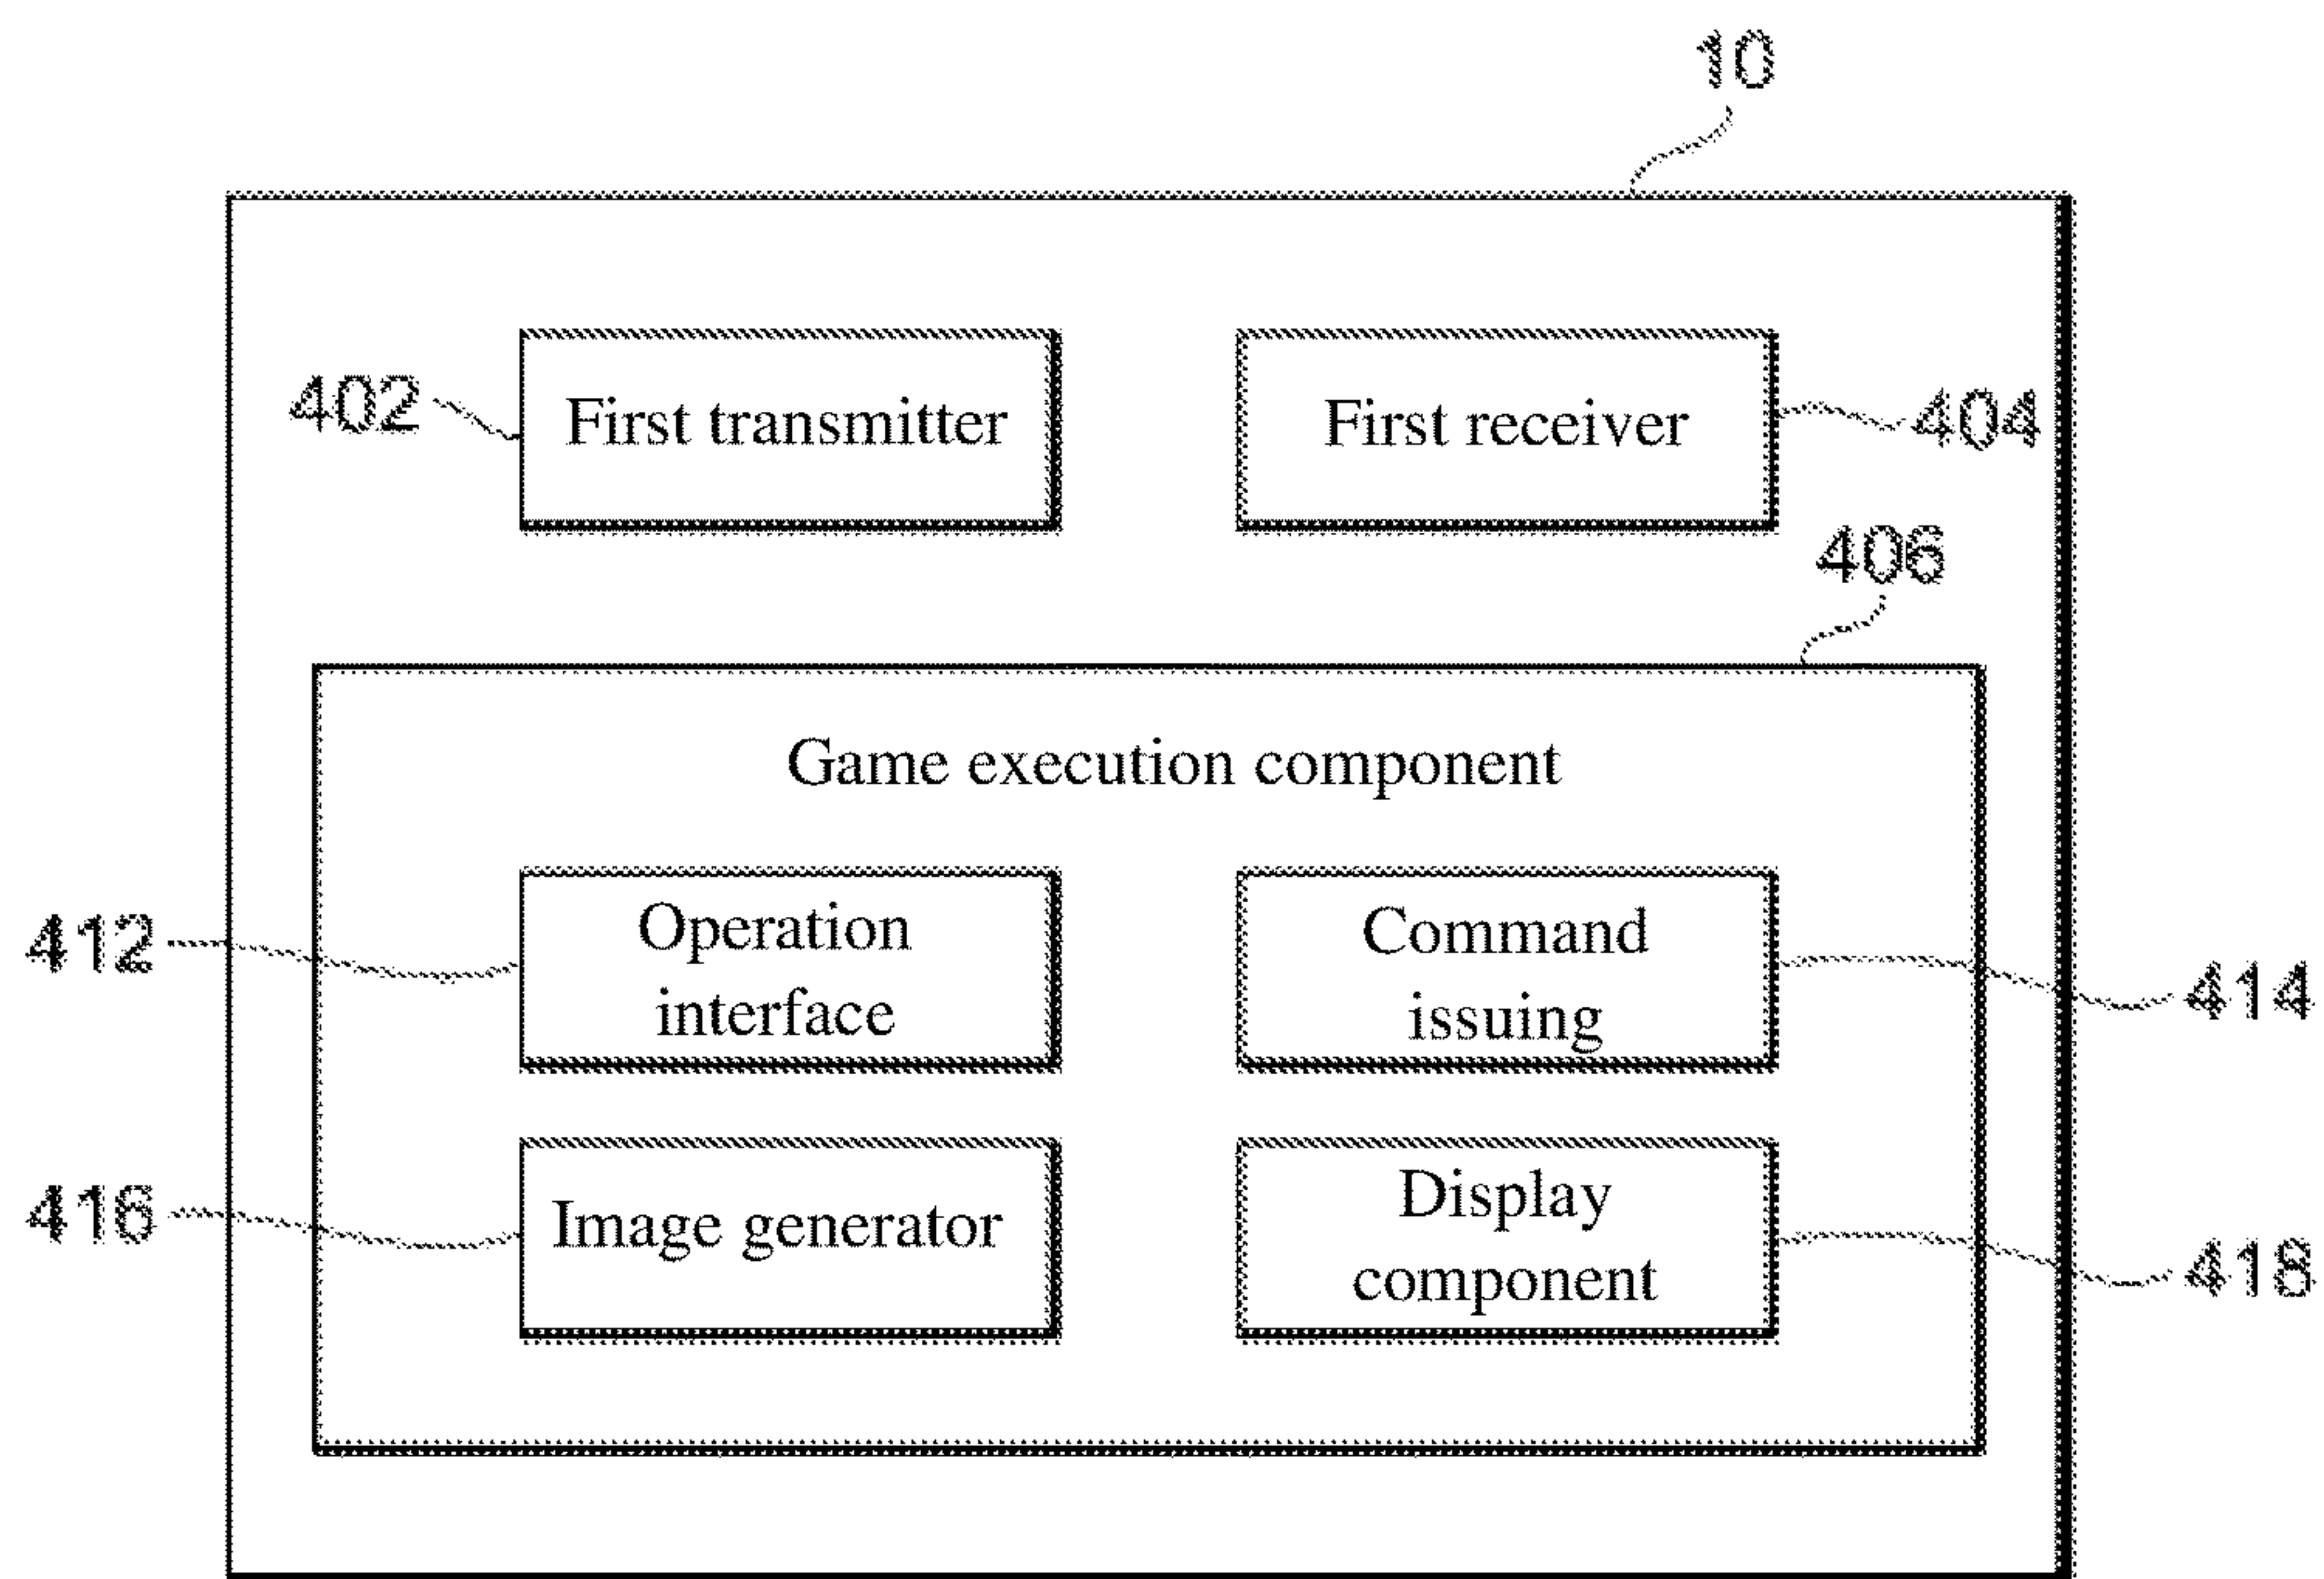 10
402 First transmitter
First receiver 404
406
Game execution component
412
Operation
interface
Command
issuing
414
416
Image generator
Display
component
418